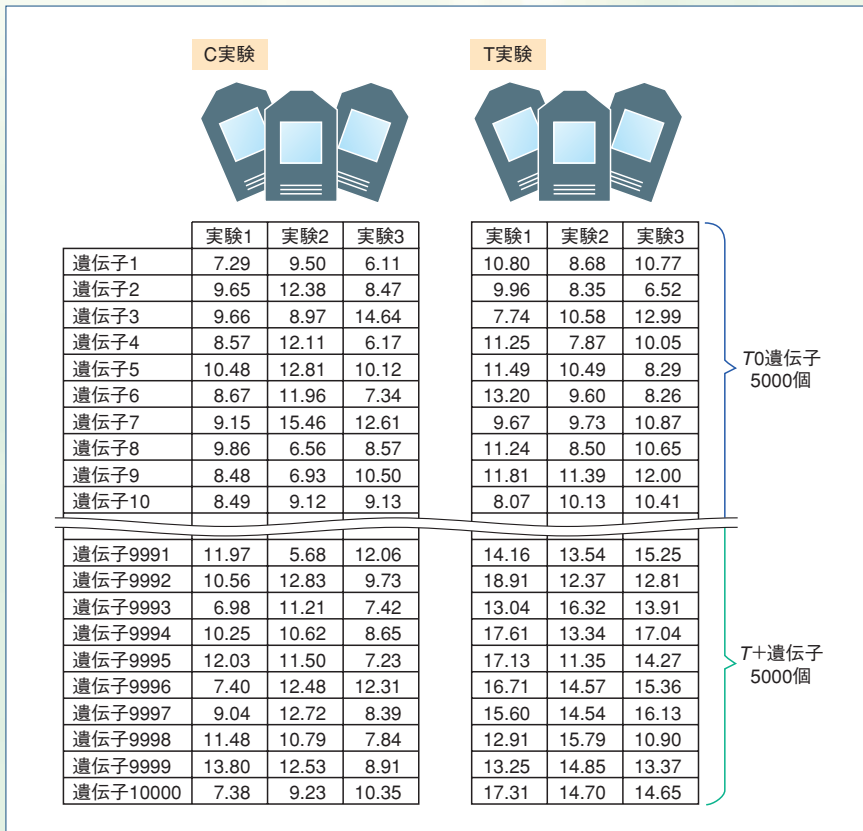 C実験 T実験
実験1 実験2 実験3 実験1 実験2 実験3
遺伝子1 7.29 9.50 6.11 10.80 8.68 10.77
遺伝子2 9.65 12.38 8.47 9.96 8.35 6.52
遺伝子3 9.66 8.97 14.64 7.74 10.58 12.99
遺伝子4 8.57 12.11 6.17 11.25 7.87 10.05
遺伝子5 10.48 12.81 10.12 11.49 10.49 8.29
遺伝子6 8.67 11.96 7.34 13.20 9.60 8.26
遺伝子7 9.15 15.46 12.61 9.67 9.73 10.87
遺伝子8 9.86 6.56 8.57 11.24 8.50 10.65
遺伝子9 8.48 6.93 10.50 11.81 11.39 12.00
遺伝子10 8.49 9.12 9.13 8.07 10.13 10.41
T0遺伝子
5000個
遺伝子9991 11.97 5.68 12.06 14.16 13.54 15.25
遺伝子9992 10.56 12.83 9.73 18.91 12.37 12.81
遺伝子9993 6.98 11.21 7.42 13.04 16.32 13.91
遺伝子9994 10.25 10.62 8.65 17.61 13.34 17.04
遺伝子9995 12.03 11.50 7.23 17.13 11.35 14.27
遺伝子9996 7.40 12.48 12.31 16.71 14.57 15.36
遺伝子9997 9.04 12.72 8.39 15.60 14.54 16.13
遺伝子9998 11.48 10.79 7.84 12.91 15.79 10.90
遺伝子9999 13.80 12.53 8.91 13.25 14.85 13.37
遺伝子10000 7.38 9.23 10.35 17.31 14.70 14.65
T+遺伝子
5000個